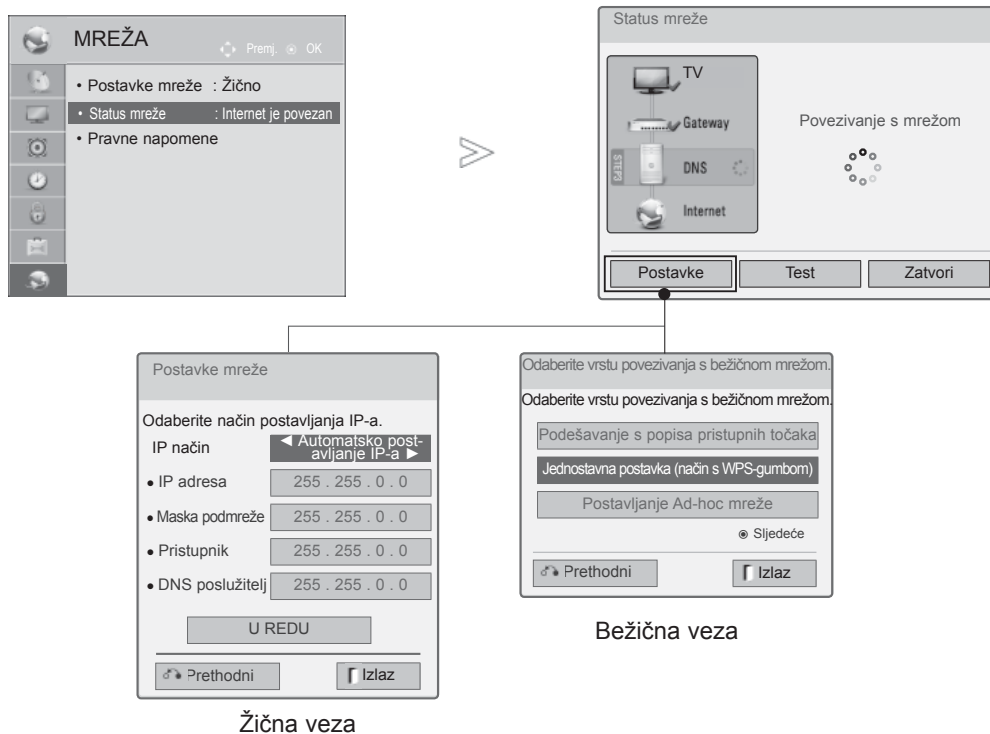 MREŽA
Premj. OK
• Postavke mreže : Žično
• Status mreže : Internet je povezan
• Pravne napomene
Status mreže
TV
Gateway
STEP3
DNS
Internet
Povezivanje s mrežom
Postavke
Test
Zatvori
Postavke mreže
Odaberite način postavljanja IP-a.
IP način
◄ Automatsko post-
avljanje IP-a ►
• IP adresa 255 . 255 . 0 . 0
• Maska podmreže 255 . 255 . 0 . 0
• Pristupnik 255 . 255 . 0 . 0
• DNS poslužitelj 255 . 255 . 0 . 0
U REDU
Prethodni
Izlaz
Žična veza
Odaberite vrstu povezivanja s bežičnom mrežom.
Odaberite vrstu povezivanja s bežičnom mrežom.
Podešavanje s popisa pristupnih točaka
Jednostavna postavka (način s WPS-gumbom)
Postavljanje Ad-hoc mreže
Sljedeće
Prethodni
Izlaz
Bežična veza